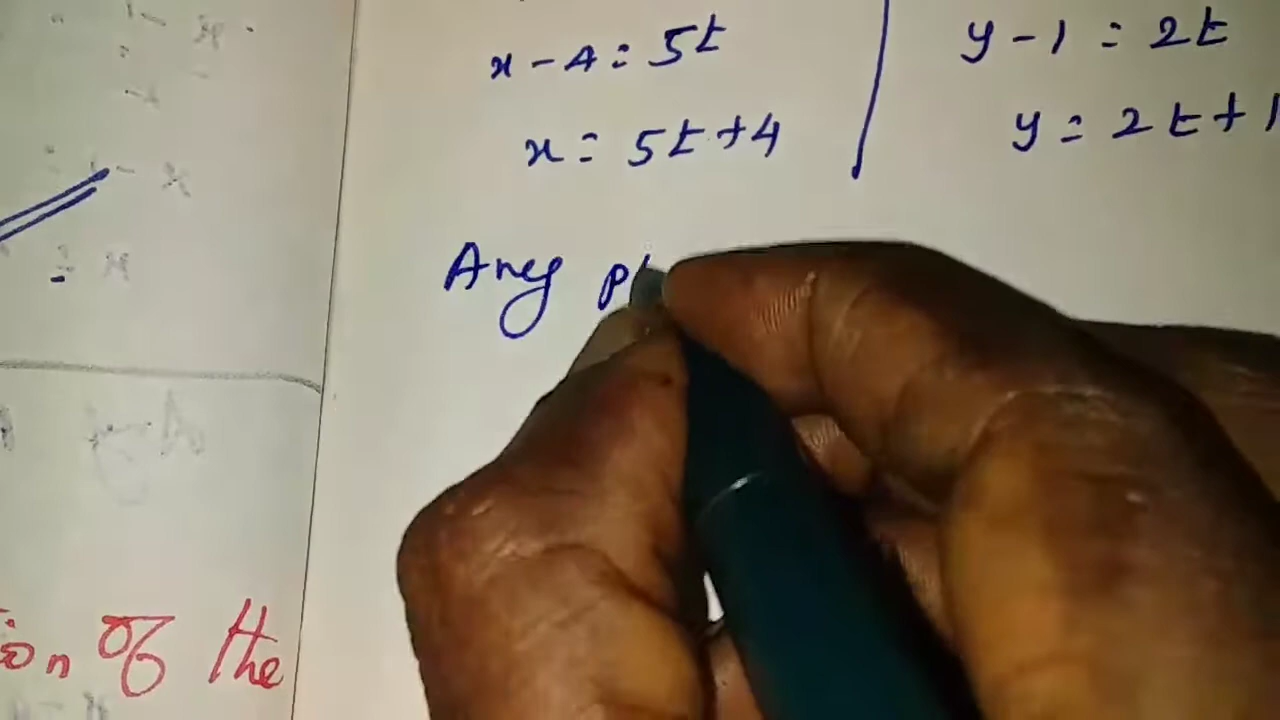 x - 4 = 5t
x = 5t + 4
y - 1 = 2t
y = 2t + 1
Any
of the